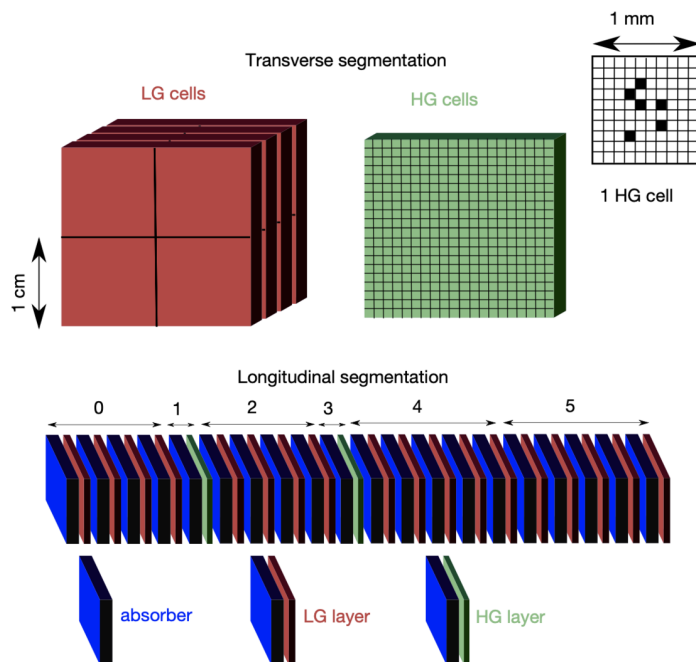 1 mm
Transverse segmentation
LG cells
HG cells
1 HG cell
1 cm
Longitudinal segmentation
0 1 2 3 4 5
absorber
LG layer
HG layer